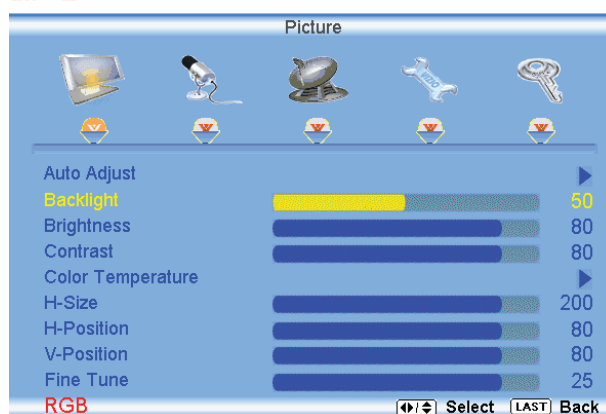 Picture
Auto Adjust
Backlight 50
Brightness 80
Contrast 80
Color Temperature
H-Size 200
H-Position 80
V-Position 80
Fine Tune 25
RGB Select LAST Back